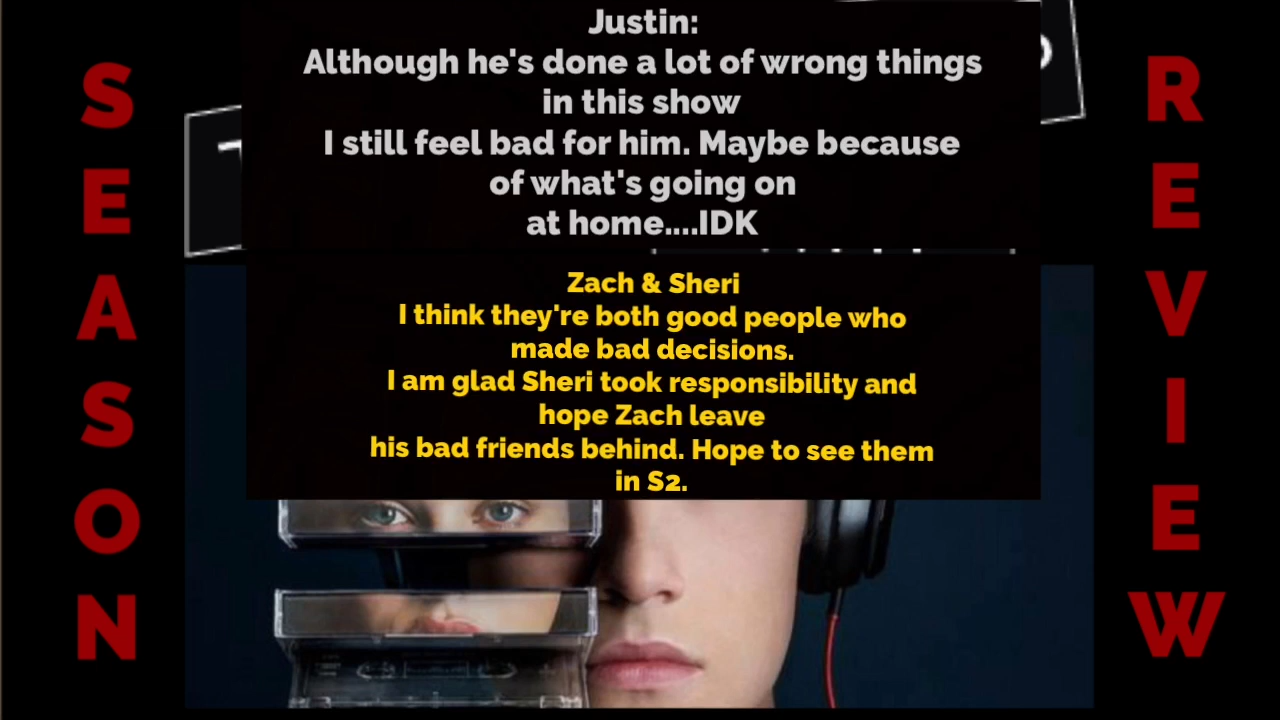 SEASON
Justin:
Although he's done a lot of wrong things
in this show
I still feel bad for him. Maybe because
of what's going on
at home....IDK
Zach & Sheri
I think they're both good people who
made bad decisions.
I am glad Sheri took responsibility and
hope Zach leave
his bad friends behind. Hope to see them
in S2.
REVIEW